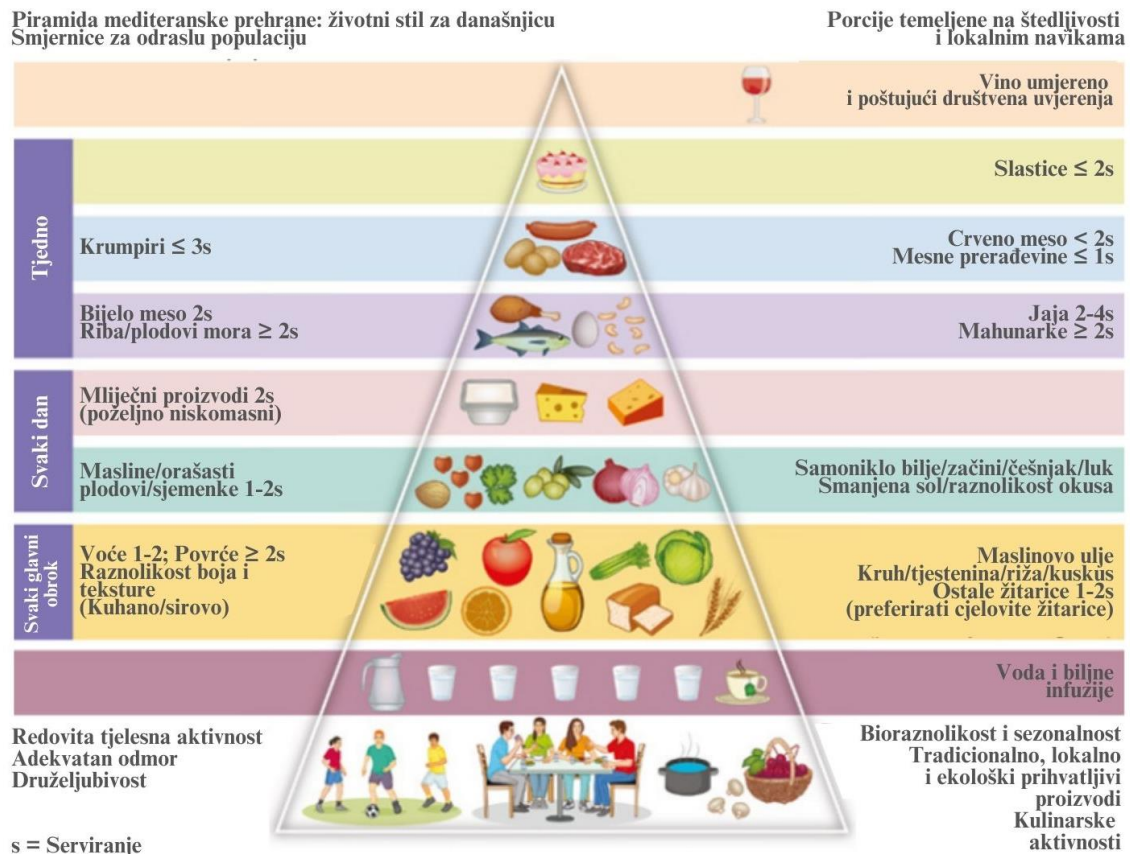 Piramida mediteranske prehrane: životni stil za današnjicu
Smjernice za odraslu populaciju
Porcije temeljene na štedljivosti
i lokalnim navikama
Vino umjereno
i poštujući društvena uvjerenja
Tjedno
Slastice ≤ 2s
Krumpiri ≤ 3s
Crveno meso < 2s
Mesne prerađevine ≤ 1s
Bijelo meso 2s
Riba/plodovi mora ≥ 2s
Jaja 2-4s
Mahunarke ≥ 2s
Svaki dan
Mliječni proizvodi 2s
(poželjno niskomasni)
Masline/orašasti
plodovi/sjemenke 1-2s
Samoniklo bilje/začini/češnjak/luk
Smanjena sol/raznolikost okusa
Svaki glavni
obrok
Voće 1-2; Povrće ≥ 2s
Raznolikost boja i
teksture
(Kuhano/sirovo)
Maslinovo ulje
Kruh/tjestenina/riža/kuskus
Ostale žitarice 1-2s
(preferirati cjelovite žitarice)
Voda i biljne
infuzije
Redovita tjelesna aktivnost
Adekvatan odmor
Druželjubivost
Bioraznolikost i sezonalnost
Tradicionalno, lokalno
i ekološki prihvatljivi
proizvodi
Kulinarske
aktivnosti
s = Serviranje